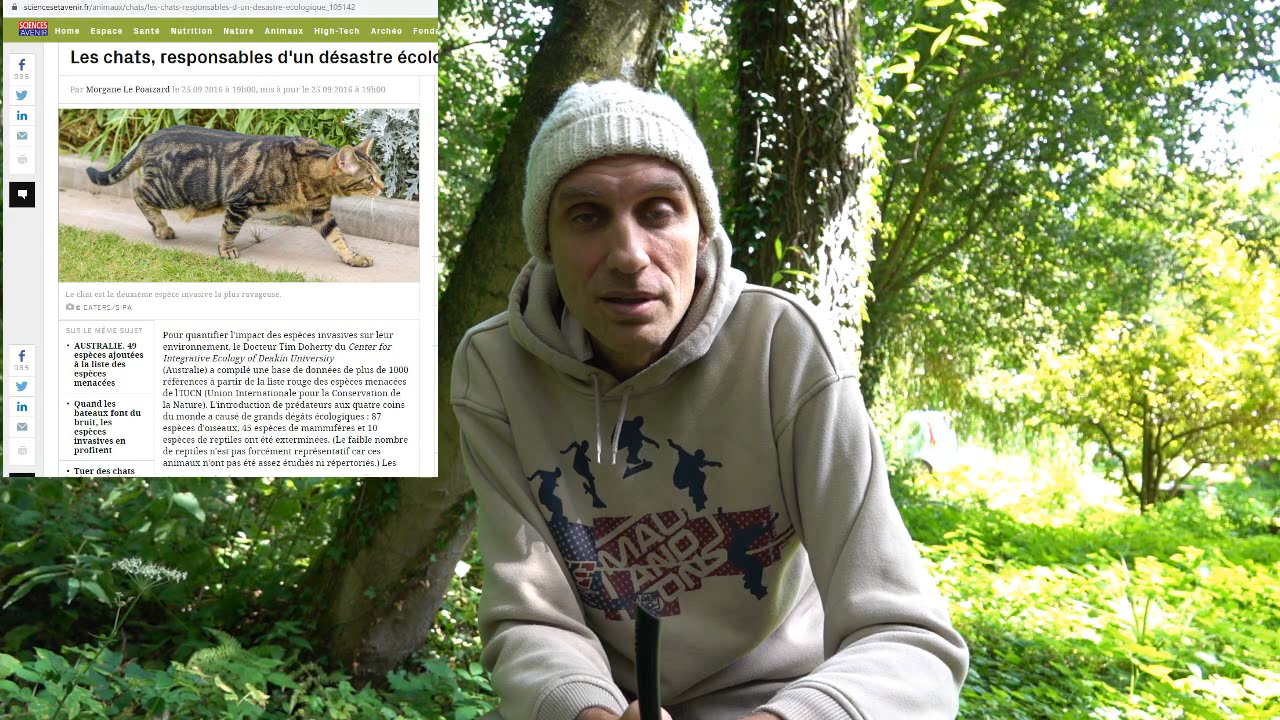 sciencesetavenir.fr/animaux/chats/les-chats-responsables-d-un-desastre-ecologique_105142
SCIENCES
AVENIR
Home Espace Santé Nutrition Nature Animaux High-Tech Archéo Fonda
Les chats, responsables d'un désastre écolo
Par Morgane Le Poaizard le 25.09.2016 à 19h00, mis à jour le 25.09.2016 à 19h00
Le chat est la deuxième espèce invasive la plus ravageuse.
© CATERS/SIPA
SUR LE MÊME SUJET
AUSTRALIE. 49
espèces ajoutées
à la liste des
espèces
menacées
Quand les
bateaux font du
bruit, les
espèces
invasives en
profitent
Tuer des chats
Pour quantifier l'impact des espèces invasives sur leur
environnement, le Docteur Tim Doherty du Center for
Integrative Ecology of Deakin University
(Australie) a compilé une base de données de plus de 1000
références à partir de la liste rouge des espèces menacées
de l'IUCN (Union Internationale pour la Conservation de
la Nature). L'introduction de prédateurs aux quatre coins
du monde a causé de grands dégâts écologiques : 87
espèces d'oiseaux, 45 espèces de mammifères et 10
espèces de reptiles ont été exterminées. (Le faible nombre
de reptiles n'est pas forcément représentatif car ces
animaux n'ont pas été assez étudiés ni répertoriés.) Les